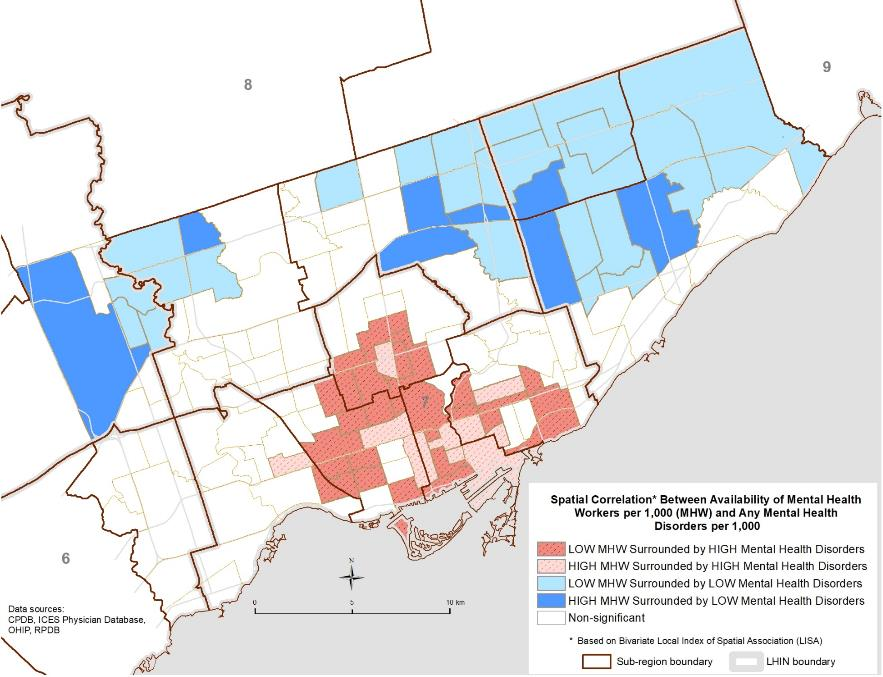 8
9
7
6
N
0 5 10 km
Data sources:
CPDB, ICES Physician Database,
OHIP, RPDB
Spatial Correlation* Between Availability of Mental Health
Workers per 1,000 (MHW) and Any Mental Health
Disorders per 1,000
LOW MHW Surrounded by HIGH Mental Health Disorders
HIGH MHW Surrounded by HIGH Mental Health Disorders
LOW MHW Surrounded by LOW Mental Health Disorders
HIGH MHW Surrounded by LOW Mental Health Disorders
Non-significant
* Based on Bivariate Local Index of Spatial Association (LISA)
Sub-region boundary LHIN boundary